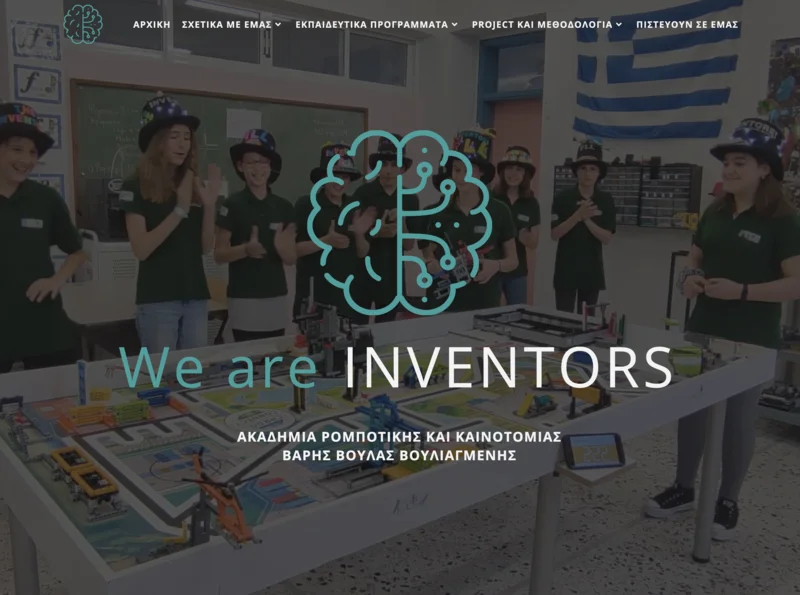 ΑΡΧΙΚΗ ΣΧΕΤΙΚΑ ΜΕ ΕΜΑΣ ΕΚΠΑΙΔΕΥΤΙΚΑ ΠΡΟΓΡΑΜΜΑΤΑ PROJECT ΚΑΙ ΜΕΘΟΔΟΛΟΓΙΑ ΠΙΣΤΕΥΟΥΝ ΣΕ ΕΜΑΣ
We are INVENTORS
ΑΚΑΔΗΜΙΑ ΡΟΜΠΟΤΙΚΗΣ ΚΑΙ ΚΑΙΝΟΤΟΜΙΑΣ
ΒΑΡΗΣ ΒΟΥΛΑΣ ΒΟΥΛΙΑΓΜΕΝΗΣ